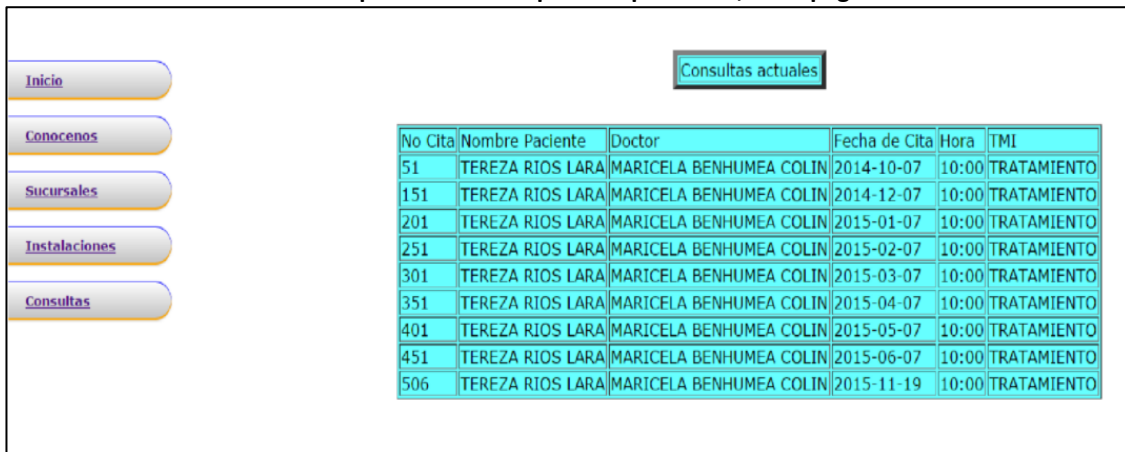 Inicio
Conocenos
Sucursales
Instalaciones
Consultas
Consultas actuales
No Cita Nombre Paciente Doctor Fecha de Cita Hora TMI
51 TEREZA RIOS LARA MARICELA BENHUMEA COLIN 2014-10-07 10:00 TRATAMIENTO
151 TEREZA RIOS LARA MARICELA BENHUMEA COLIN 2014-12-07 10:00 TRATAMIENTO
201 TEREZA RIOS LARA MARICELA BENHUMEA COLIN 2015-01-07 10:00 TRATAMIENTO
251 TEREZA RIOS LARA MARICELA BENHUMEA COLIN 2015-02-07 10:00 TRATAMIENTO
301 TEREZA RIOS LARA MARICELA BENHUMEA COLIN 2015-03-07 10:00 TRATAMIENTO
351 TEREZA RIOS LARA MARICELA BENHUMEA COLIN 2015-04-07 10:00 TRATAMIENTO
401 TEREZA RIOS LARA MARICELA BENHUMEA COLIN 2015-05-07 10:00 TRATAMIENTO
451 TEREZA RIOS LARA MARICELA BENHUMEA COLIN 2015-06-07 10:00 TRATAMIENTO
506 TEREZA RIOS LARA MARICELA BENHUMEA COLIN 2015-11-19 10:00 TRATAMIENTO